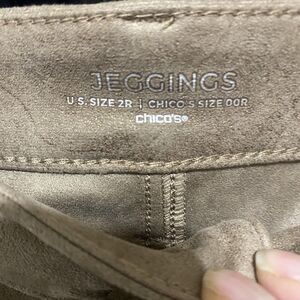 JEGGINGS
U.S. SIZE 2R | CHICO'S SIZE 00R
chico's®